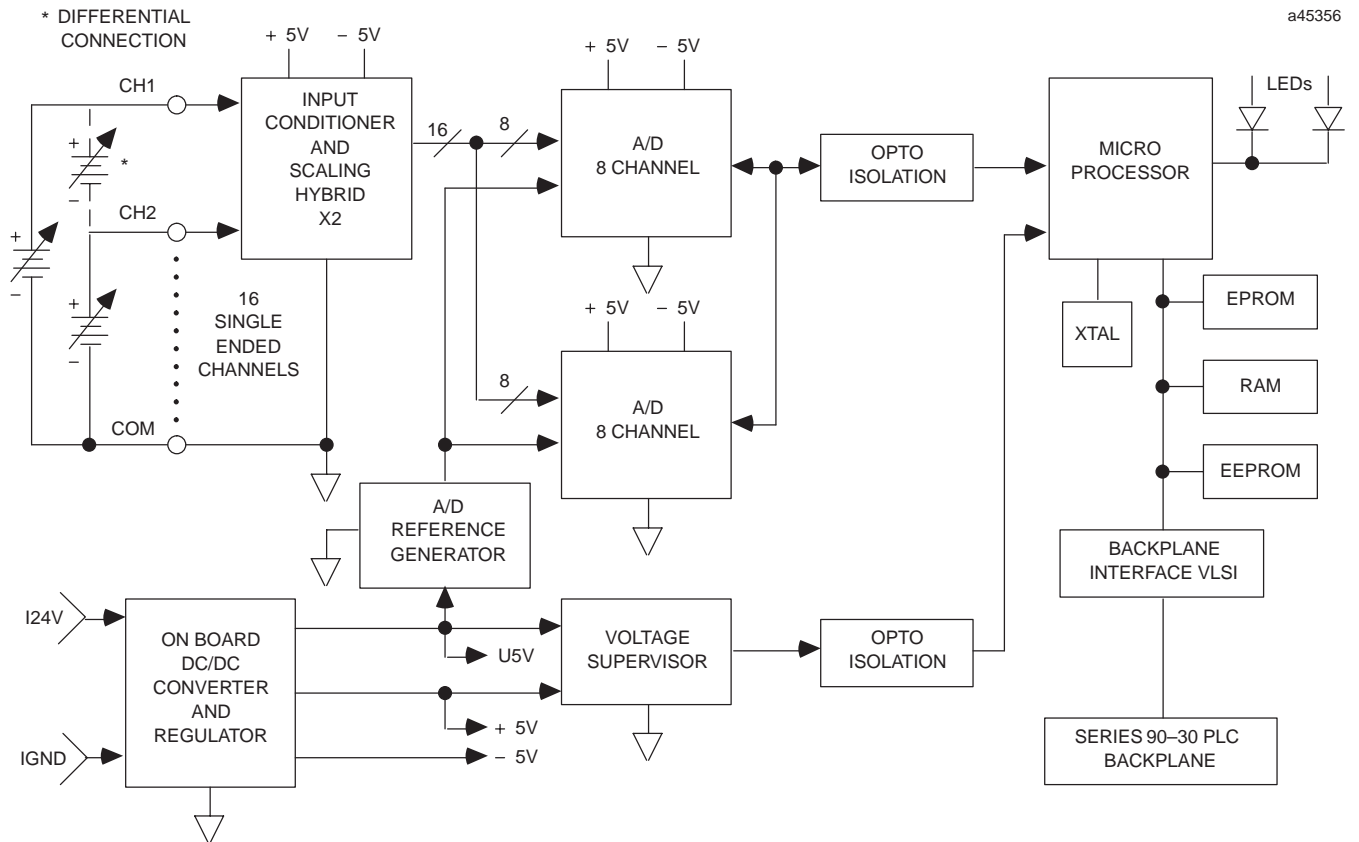 * DIFFERENTIAL
CONNECTION
a45356
+ 5V
– 5V
CH1
INPUT
CONDITIONER
AND
SCALING
HYBRID
X2
+
*
–
CH2
+
–
+
–
16
SINGLE
ENDED
CHANNELS
COM
16
8
8
+ 5V
– 5V
A/D
8 CHANNEL
+ 5V
– 5V
A/D
8 CHANNEL
OPTO
ISOLATION
MICRO
PROCESSOR
LEDs
XTAL
EPROM
RAM
EEPROM
BACKPLANE
INTERFACE VLSI
SERIES 90–30 PLC
BACKPLANE
A/D
REFERENCE
GENERATOR
I24V
IGND
ON BOARD
DC/DC
CONVERTER
AND
REGULATOR
U5V
+ 5V
– 5V
VOLTAGE
SUPERVISOR
OPTO
ISOLATION